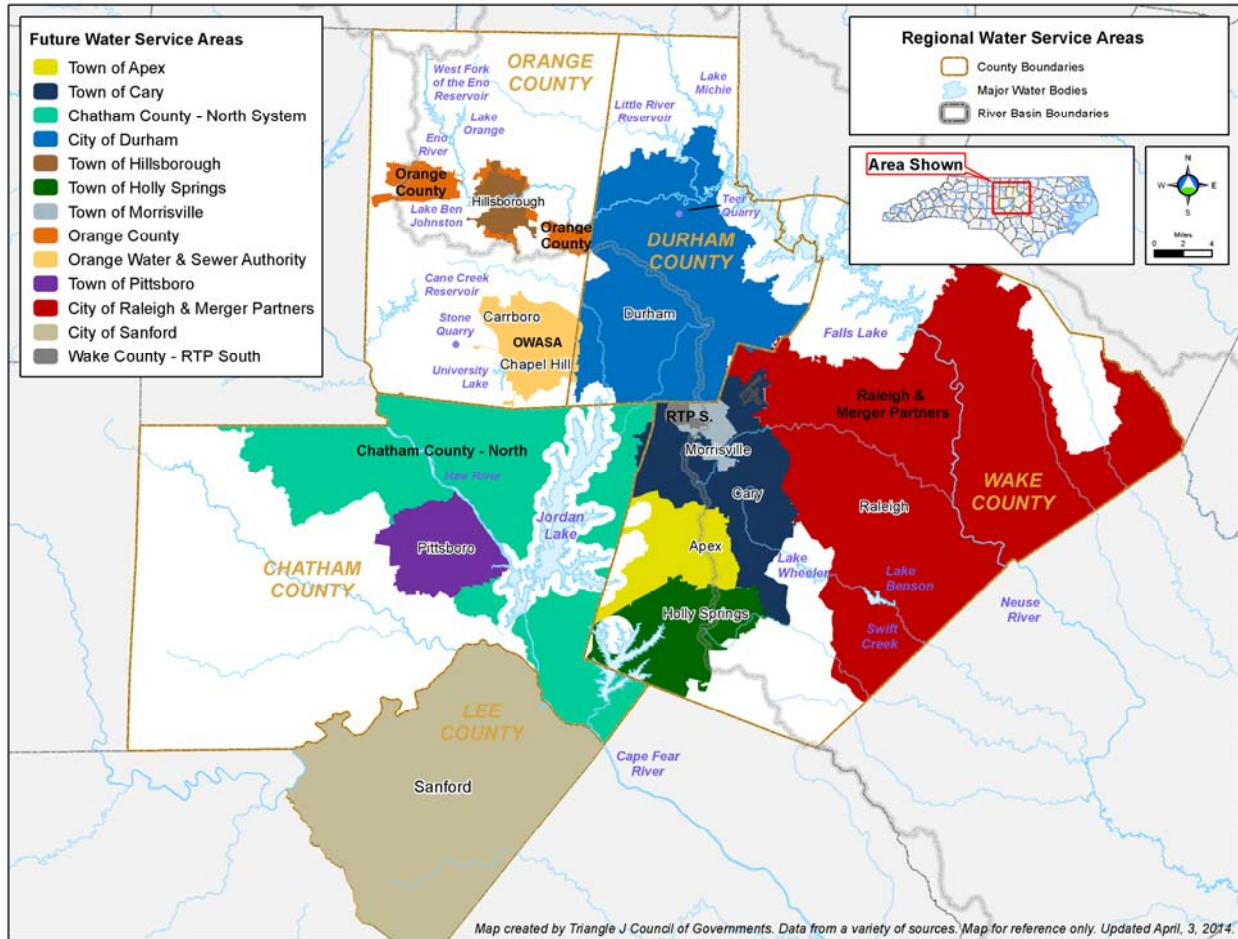 Future Water Service Areas
Town of Apex
Town of Cary
Chatham County - North System
City of Durham
Town of Hillsborough
Town of Holly Springs
Town of Morrisville
Orange County
Orange Water & Sewer Authority
Town of Pittsboro
City of Raleigh & Merger Partners
City of Sanford
Wake County - RTP South
Regional Water Service Areas
County Boundaries
Major Water Bodies
River Basin Boundaries
Area Shown
N
W
E
S
Miles
0 2 4
ORANGE
COUNTY
West Fork
of the Eno
Reservoir
Lake
Orange
Eno
River
Little River
Reservoir
Lake
Michie
Orange
County
Hillsborough
Lake Ben
Johnston
Orange
County
Teer
Quarry
DURHAM
COUNTY
Cane Creek
Reservoir
Stone
Quarry
Carrboro
OWASA
Chapel Hill
University
Lake
Durham
Falls Lake
Raleigh &
Merger Partners
RTP S.
Morrisville
Cary
WAKE
COUNTY
Raleigh
Chatham County - North
Haw River
Jordan
Lake
Pittsboro
Apex
CHATHAM
COUNTY
Lake
Wheeler
Lake
Benson
Neuse
River
Holly Springs
Swift
Creek
LEE
COUNTY
Cape Fear
River
Sanford
Map created by Triangle J Council of Governments. Data from a variety of sources. Map for reference only. Updated April, 3, 2014.